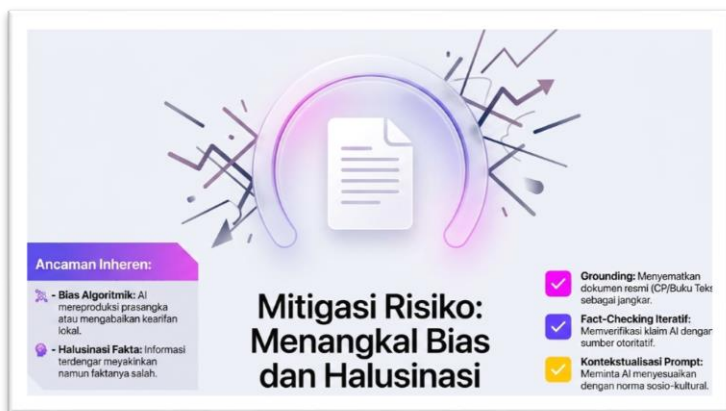 Ancaman Inheren:
- Bias Algoritmik: AI
mereproduksi prasangka
atau mengabaikan kearifan
lokal.
- Halusinasi Fakta: Informasi
terdengar meyakinkan
namun faktanya salah.
Mitigasi Risiko:
Menangkal Bias
dan Halusinasi
Grounding: Menyematkan
dokumen resmi (CP/Buku Teks
sebagai jangkar.
Fact-Checking Iteratif:
Memverifikasi klaim AI dengan
sumber otoritatif.
Kontekstualisasi Prompt:
Meminta AI menyesuaikan
dengan norma sosio-kultural.